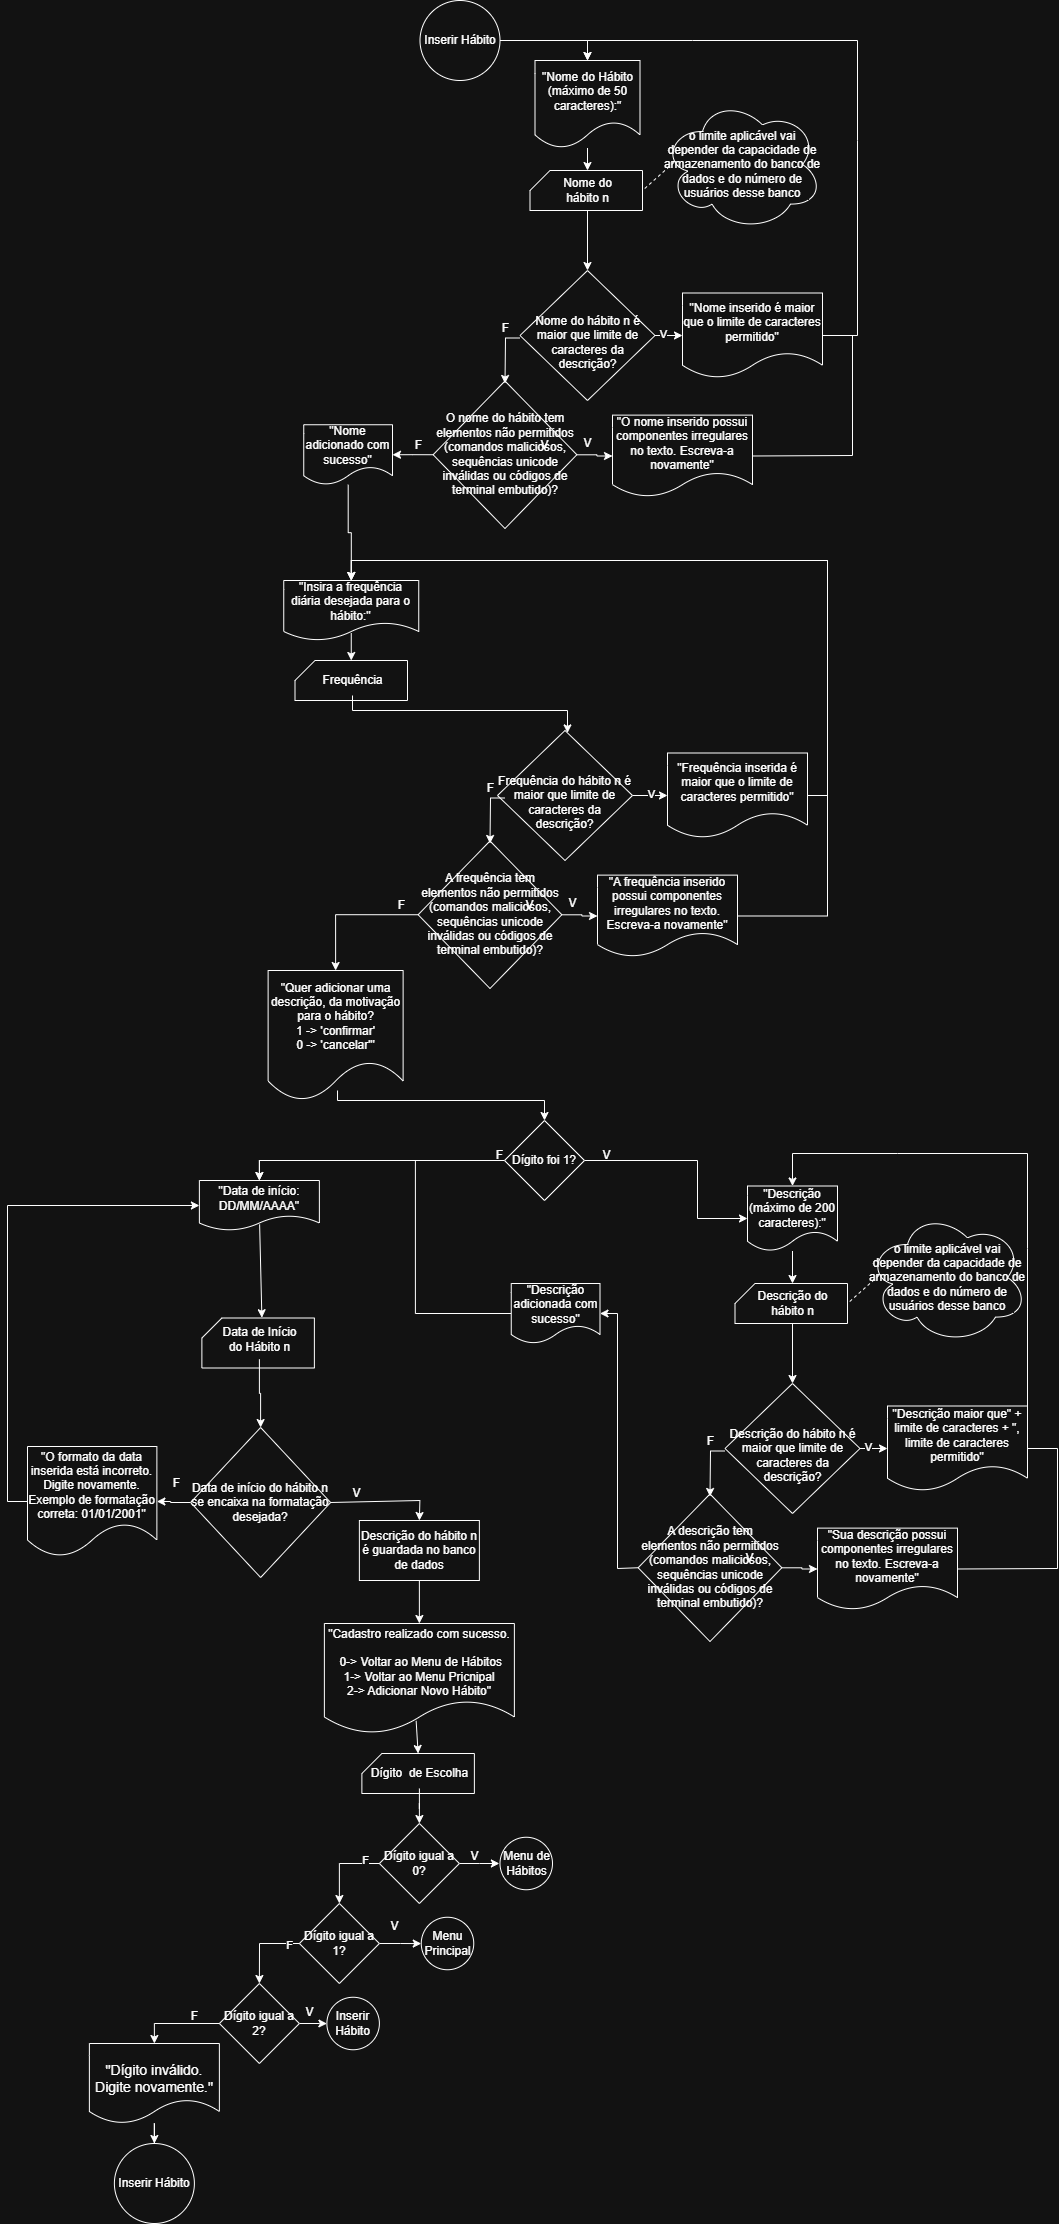 Inserir Hábito
"Nome do Hábito
(máximo de 50
caracteres):"
o limite aplicável vai
depender da capacidade de
armazenamento do banco de
dados e do número de
usuários desse banco
Nome do
hábito n
Nome do hábito n é
maior que limite de
caracteres da
descrição?
F
V
"Nome inserido é maior
que o limite de caracteres
permitido"
O nome do hábito tem
elementos não permitidos
(comandos maliciosos,
sequências unicode
inválidas ou códigos de
terminal embutido)?
V
F
V
"O nome inserido possui
componentes irregulares
no texto. Escreva-a
novamente"
"Nome
adicionado com
sucesso"
"Insira a frequência
diária desejada para o
hábito:"
Frequência
Frequência do hábito n é
maior que limite de
caracteres da
descrição?
F
V
"Frequência inserida é
maior que o limite de
caracteres permitido"
A frequência tem
elementos não permitidos
(comandos maliciosos,
sequências unicode
inválidas ou códigos de
terminal embutido)?
V
F
V
"A frequência inserido
possui componentes
irregulares no texto.
Escreva-a novamente"
"Quer adicionar uma
descrição, da motivação
para o hábito?
1 -> 'confirmar'
0 -> 'cancelar'"
Dígito foi 1?
F
V
"Data de início:
DD/MM/AAAA"
"Descrição
(máximo de 200
caracteres):"
o limite aplicável vai
depender da capacidade de
armazenamento do banco de
dados e do número de
usuários desse banco
"Descrição
adicionada com
sucesso"
Descrição do
hábito n
Data de Início
do Hábito n
Descrição do hábito n é
maior que limite de
caracteres da
descrição?
F
V
"Descrição maior que" +
limite de caracteres + ",
limite de caracteres
permitido"
"O formato da data
inserida está incorreto.
Digite novamente.
Exemplo de formatação
correta: 01/01/2001"
F
Data de início do hábito n
se encaixa na formatação
desejada?
V
Descrição do hábito n
é guardada no banco
de dados
A descrição tem
elementos não permitidos
(comandos maliciosos,
sequências unicode
inválidas ou códigos de
terminal embutido)?
V
"Sua descrição possui
componentes irregulares
no texto. Escreva-a
novamente"
"Cadastro realizado com sucesso.
0-> Voltar ao Menu de Hábitos
1-> Voltar ao Menu Pricnipal
2-> Adicionar Novo Hábito"
Dígito de Escolha
Dígito igual a
0?
F
V
Menu de
Hábitos
Dígito igual a
1?
F
V
Menu
Principal
Dígito igual a
2?
F
V
Inserir
Hábito
"Dígito inválido.
Digite novamente."
Inserir Hábito